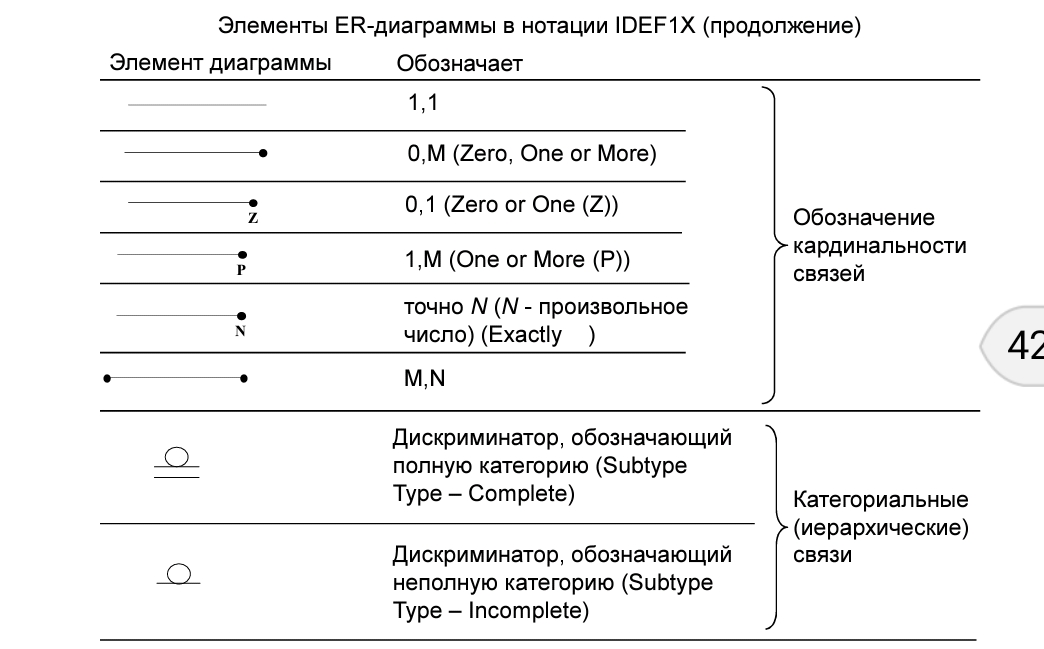 Элементы ER-диаграммы в нотации IDEF1X (продолжение)
Элемент диаграммы Обозначает
1,1
0,M (Zero, One or More)
Z 0,1 (Zero or One (Z))
P 1,M (One or More (P))
N точно N (N - произвольное
число) (Exactly )
M,N
Обозначение
кардинальности
связей
42
Дискриминатор, обозначающий
полную категорию (Subtype
Type – Complete)
Дискриминатор, обозначающий
неполную категорию (Subtype
Type – Incomplete)
Категориальные
(иерархические)
связи